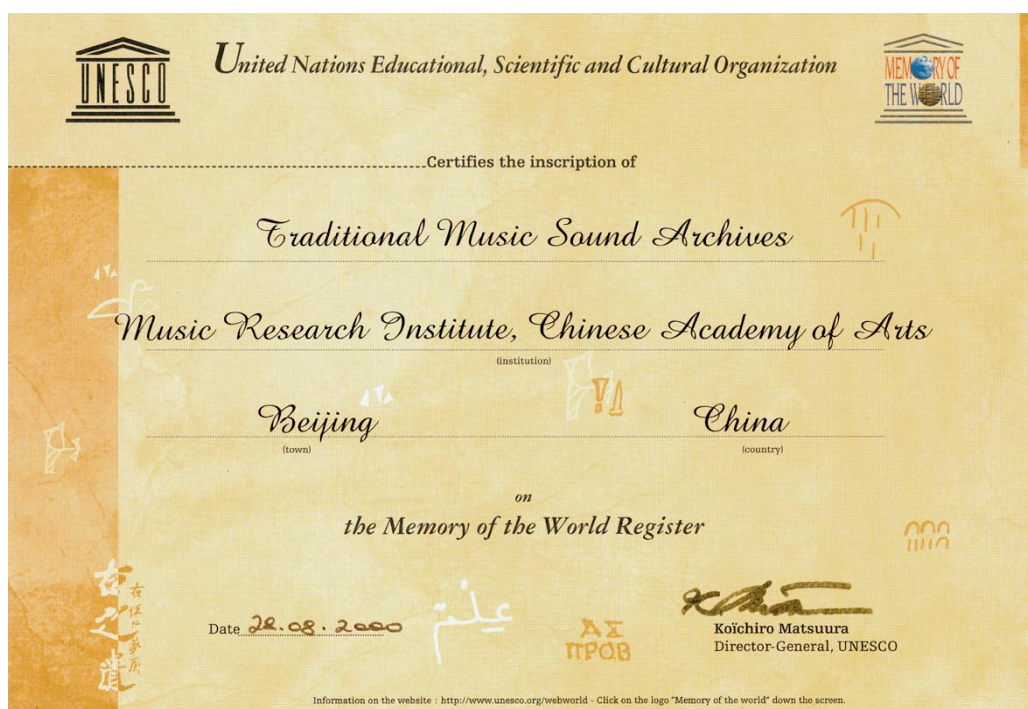 UNESCO
United Nations Educational, Scientific and Cultural Organization
MEMORY OF
THE WORLD
Certifies the inscription of
Traditional Music Sound Archives
Music Research Institute, Chinese Academy of Arts
(institution)
Beijing
China
(town)
(country)
on
the Memory of the World Register
Date 28.08.2000
ΑΣ
ΠΡΟΒ
Koïchiro Matsuura
Director-General, UNESCO
Information on the website : http://www.unesco.org/webworld - Click on the logo "Memory of the world" down the screen.